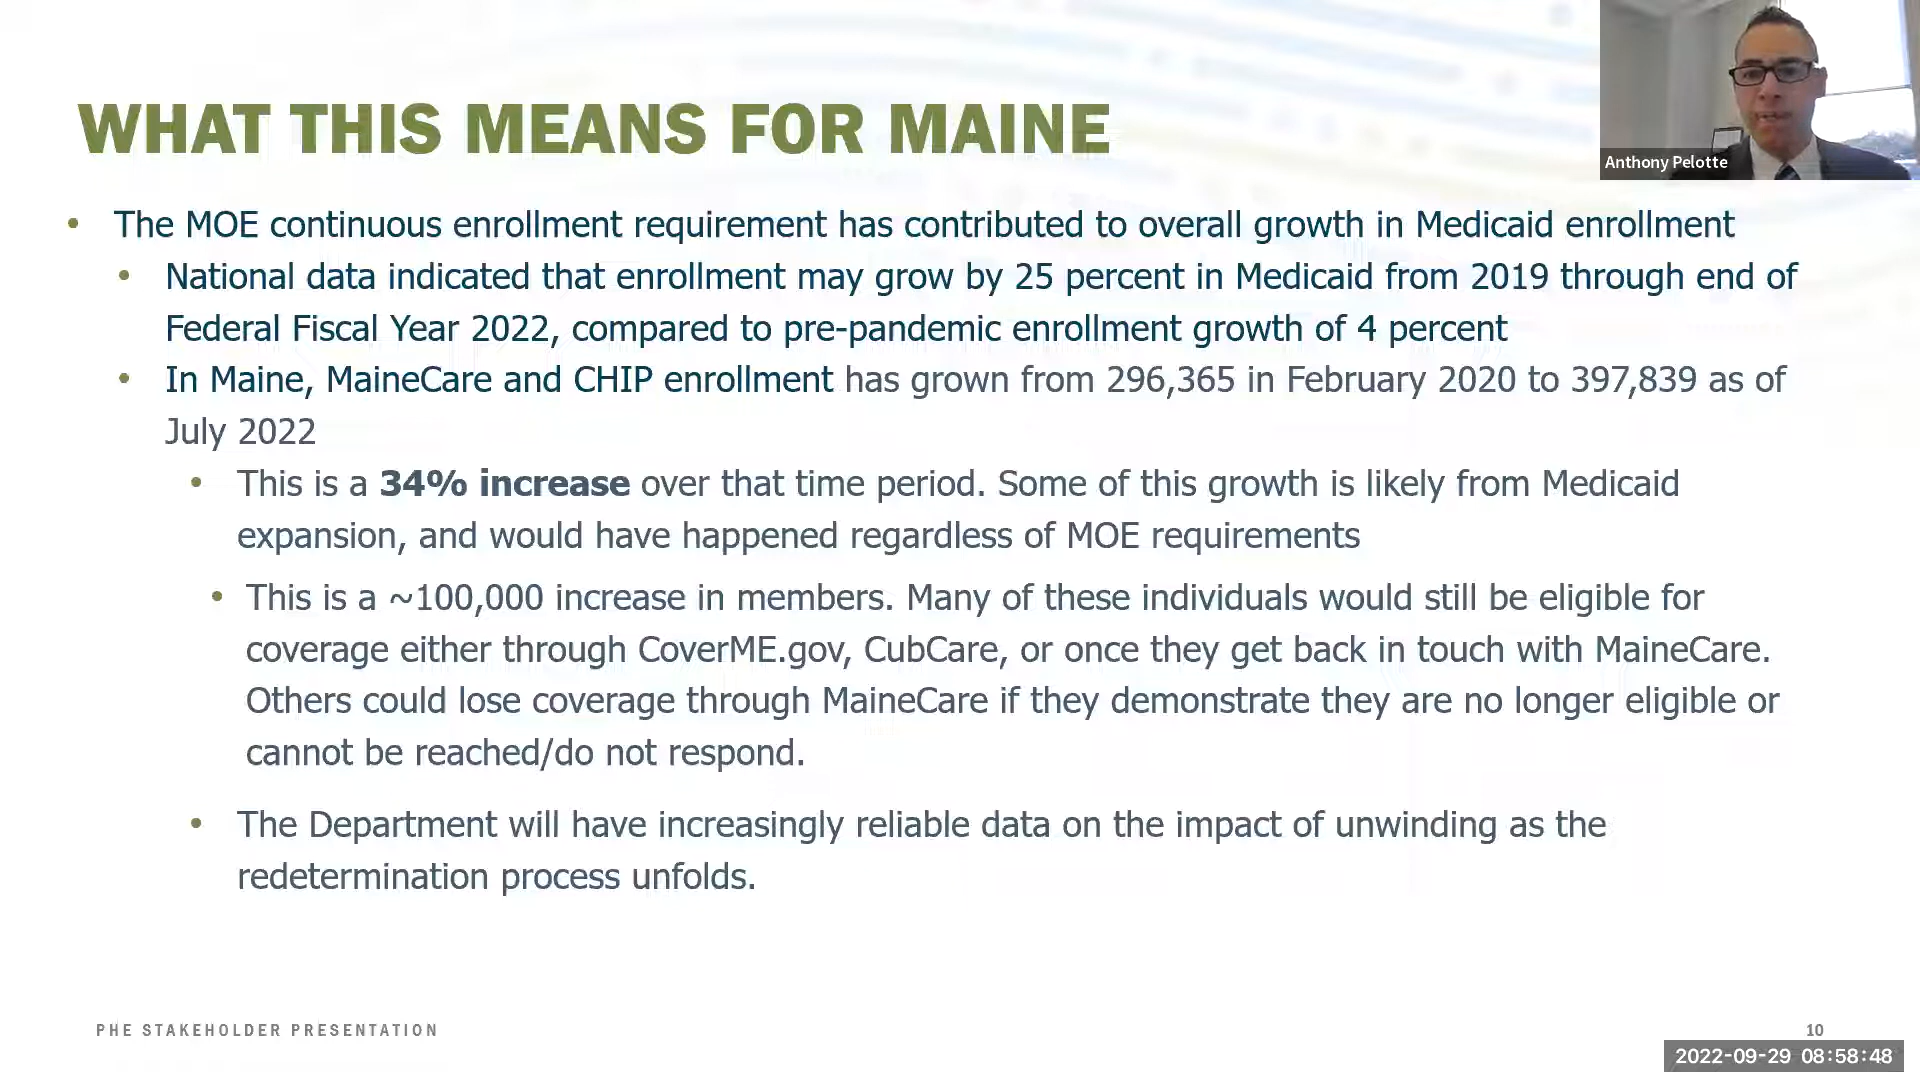 WHAT THIS MEANS FOR MAINE
Anthony Pelotte
• The MOE continuous enrollment requirement has contributed to overall growth in Medicaid enrollment
• National data indicated that enrollment may grow by 25 percent in Medicaid from 2019 through end of
Federal Fiscal Year 2022, compared to pre-pandemic enrollment growth of 4 percent
• In Maine, MaineCare and CHIP enrollment has grown from 296,365 in February 2020 to 397,839 as of
July 2022
• This is a 34% increase over that time period. Some of this growth is likely from Medicaid
expansion, and would have happened regardless of MOE requirements
• This is a ~100,000 increase in members. Many of these individuals would still be eligible for
coverage either through CoverME.gov, CubCare, or once they get back in touch with MaineCare.
Others could lose coverage through MaineCare if they demonstrate they are no longer eligible or
cannot be reached/do not respond.
• The Department will have increasingly reliable data on the impact of unwinding as the
redetermination process unfolds.
PHE STAKEHOLDER PRESENTATION
10
2022-09-29 08:58:48